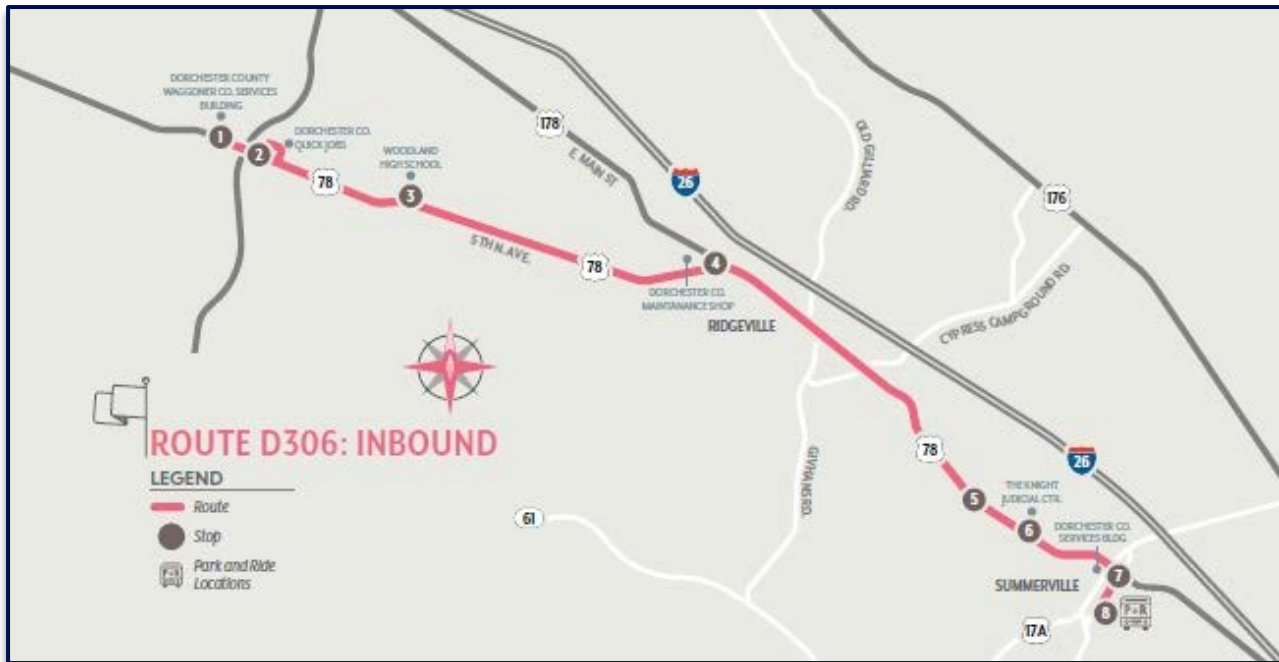 DORCHESTER COUNTY
WAGGONER CO. SERVICES
BUILDING
1
2
DORCHESTER CO.
QUICK JOBS
WOODLAND
HIGH SCHOOL
3
78
178
E. MAIN ST
26
OLD GILLIARD RD.
176
5TH N. AVE.
78
4
DORCHESTER CO.
MAINTANANCE SHOP
RIDGEVILLE
CYPRESS CAMPGROUND RD
GIVHANS RD.
78
26
5
THE KNIGHT
JUDICIAL CTR.
6
DORCHESTER CO.
SERVICES BLDG
7
SUMMERVILLE
8
P+R
17A
61
ROUTE D306: INBOUND
LEGEND
Route
Stop
P+R
Park and Ride
Locations